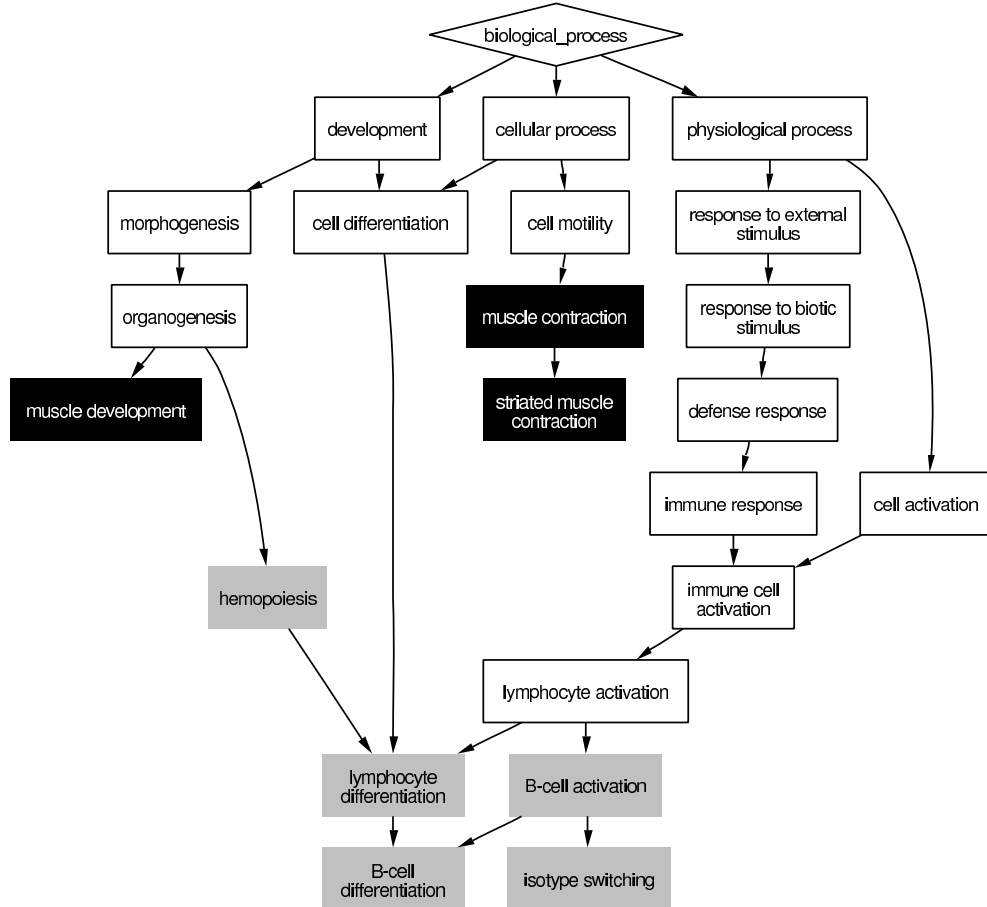 biological_process
development
cellular process
physiological process
morphogenesis
cell differentiation
cell motility
response to external
stimulus
organogenesis
muscle contraction
response to biotic
stimulus
muscle development
striated muscle
contraction
defense response
immune response
cell activation
hemopoiesis
immune cell
activation
lymphocyte activation
lymphocyte
differentiation
B-cell activation
B-cell
differentiation
isotype switching